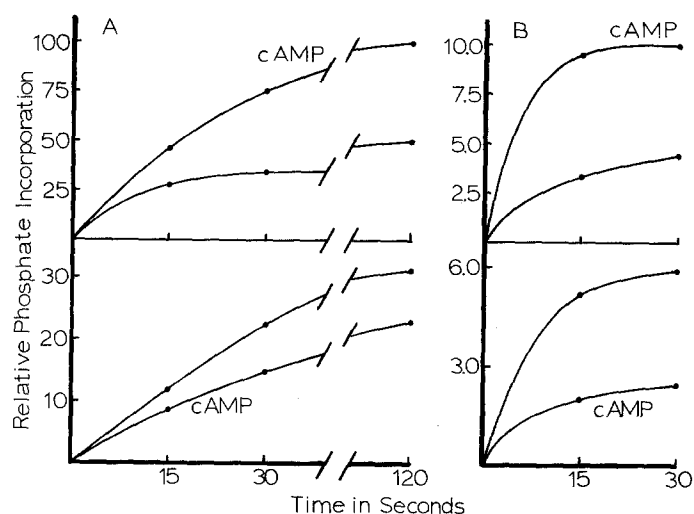 A
100
75
50
25
cAMP
B
10.0
7.5
5.0
2.5
cAMP
30
20
10
cAMP
15
30
120
6.0
3.0
cAMP
15
30
Relative Phosphate Incorporation
Time in Seconds